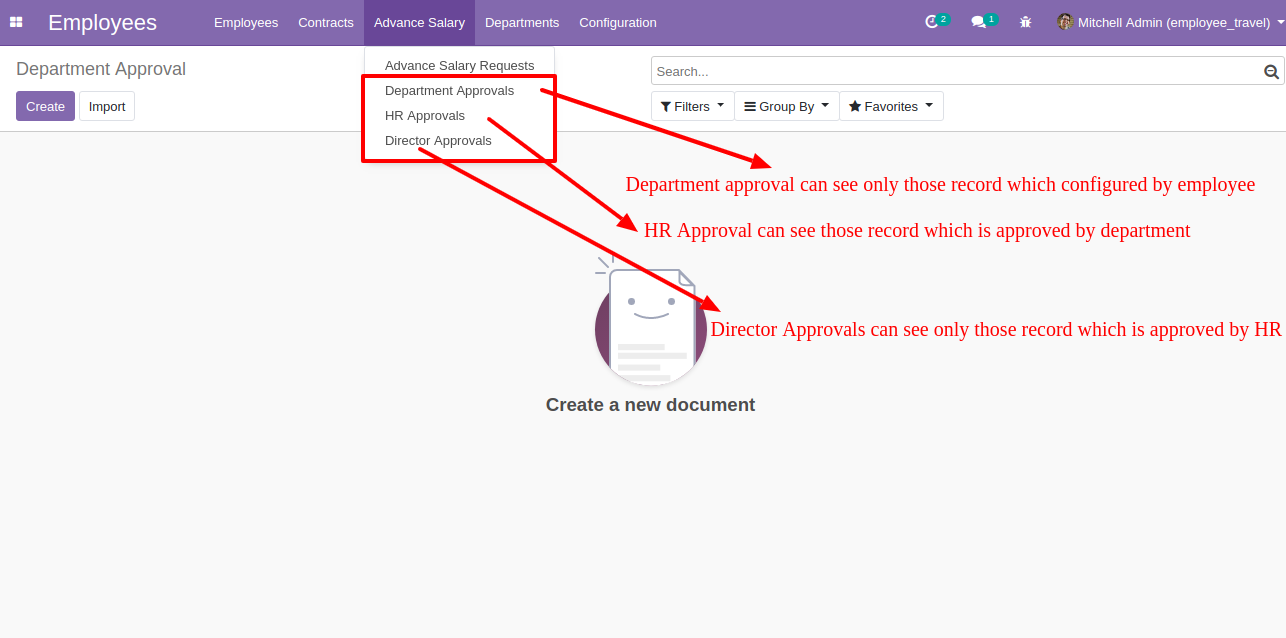 Employees Employees Contracts Advance Salary Departments Configuration 2 1 Mitchell Admin (employee_travel)
Department Approval
Advance Salary Requests
Search...
Create Import
Department Approvals
Filters Group By Favorites
HR Approvals
Director Approvals
Department approval can see only those record which configured by employee
HR Approval can see those record which is approved by department
Director Approvals can see only those record which is approved by HR
Create a new document